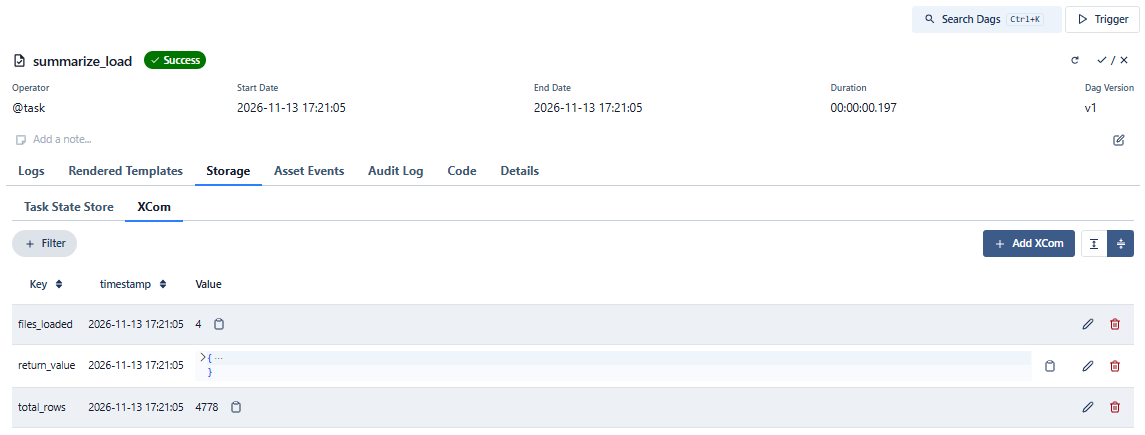 Search Dags Ctrl+K Trigger
summarize_load Success / ×
Operator Start Date End Date Duration Dag Version
@task 2026-11-13 17:21:05 2026-11-13 17:21:05 00:00:00.197 v1
Add a note...
Logs Rendered Templates Storage Asset Events Audit Log Code Details
Task State Store XCom
+ Filter + Add XCom
Key timestamp Value
files_loaded 2026-11-13 17:21:05 4
return_value 2026-11-13 17:21:05 { ...
}
total_rows 2026-11-13 17:21:05 4778